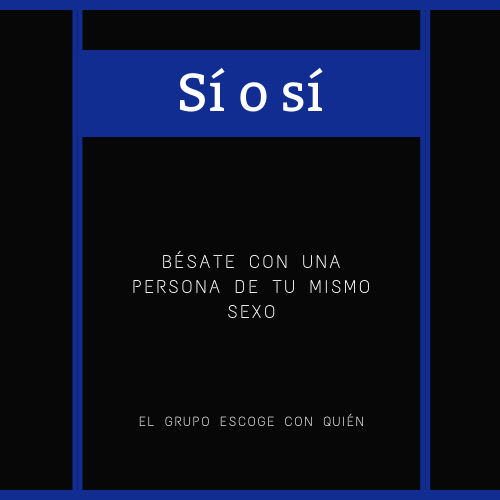 Sí o sí
BÉSATE CON UNA
PERSONA DE TU MISMO
SEXO
EL GRUPO ESCOGE CON QUIÉN